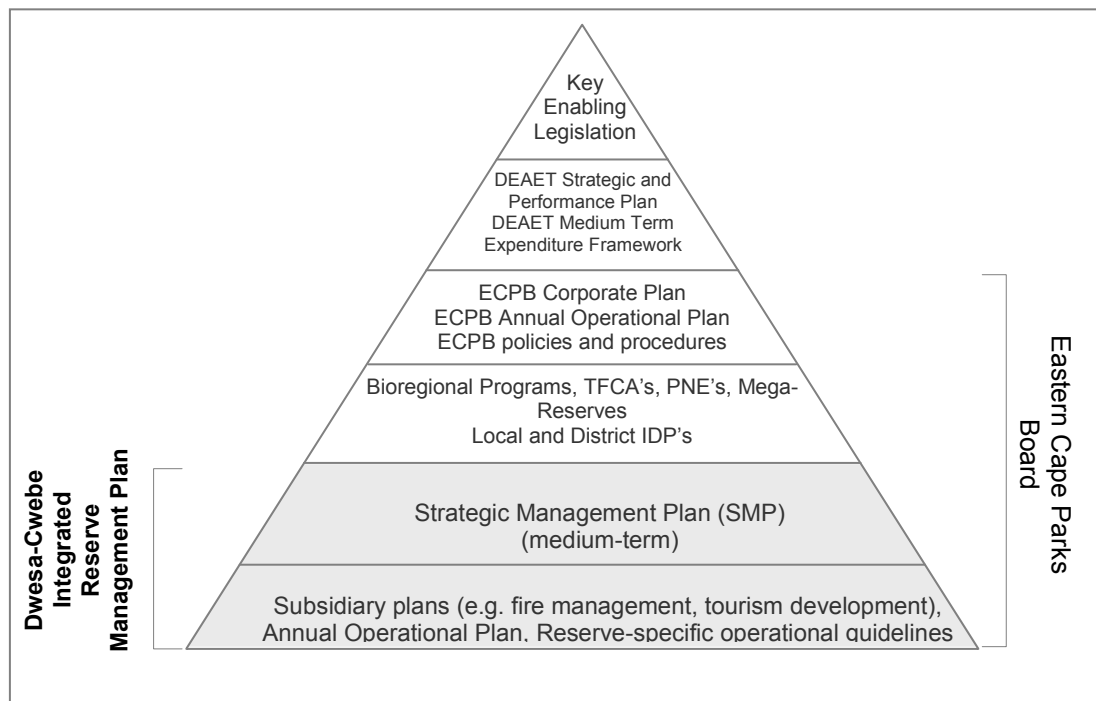 Key
Enabling
Legislation
DEAET Strategic and
Performance Plan
DEAET Medium Term
Expenditure Framework
ECPB Corporate Plan
ECPB Annual Operational Plan
ECPB policies and procedures
Bioregional Programs, TFCA’s, PNE’s, Mega-
Reserves
Local and District IDP’s
Strategic Management Plan (SMP)
(medium-term)
Subsidiary plans (e.g. fire management, tourism development),
Annual Operational Plan, Reserve-specific operational guidelines
Dwesa-Cwebe
Integrated
Reserve
Management Plan
Eastern Cape Parks
Board